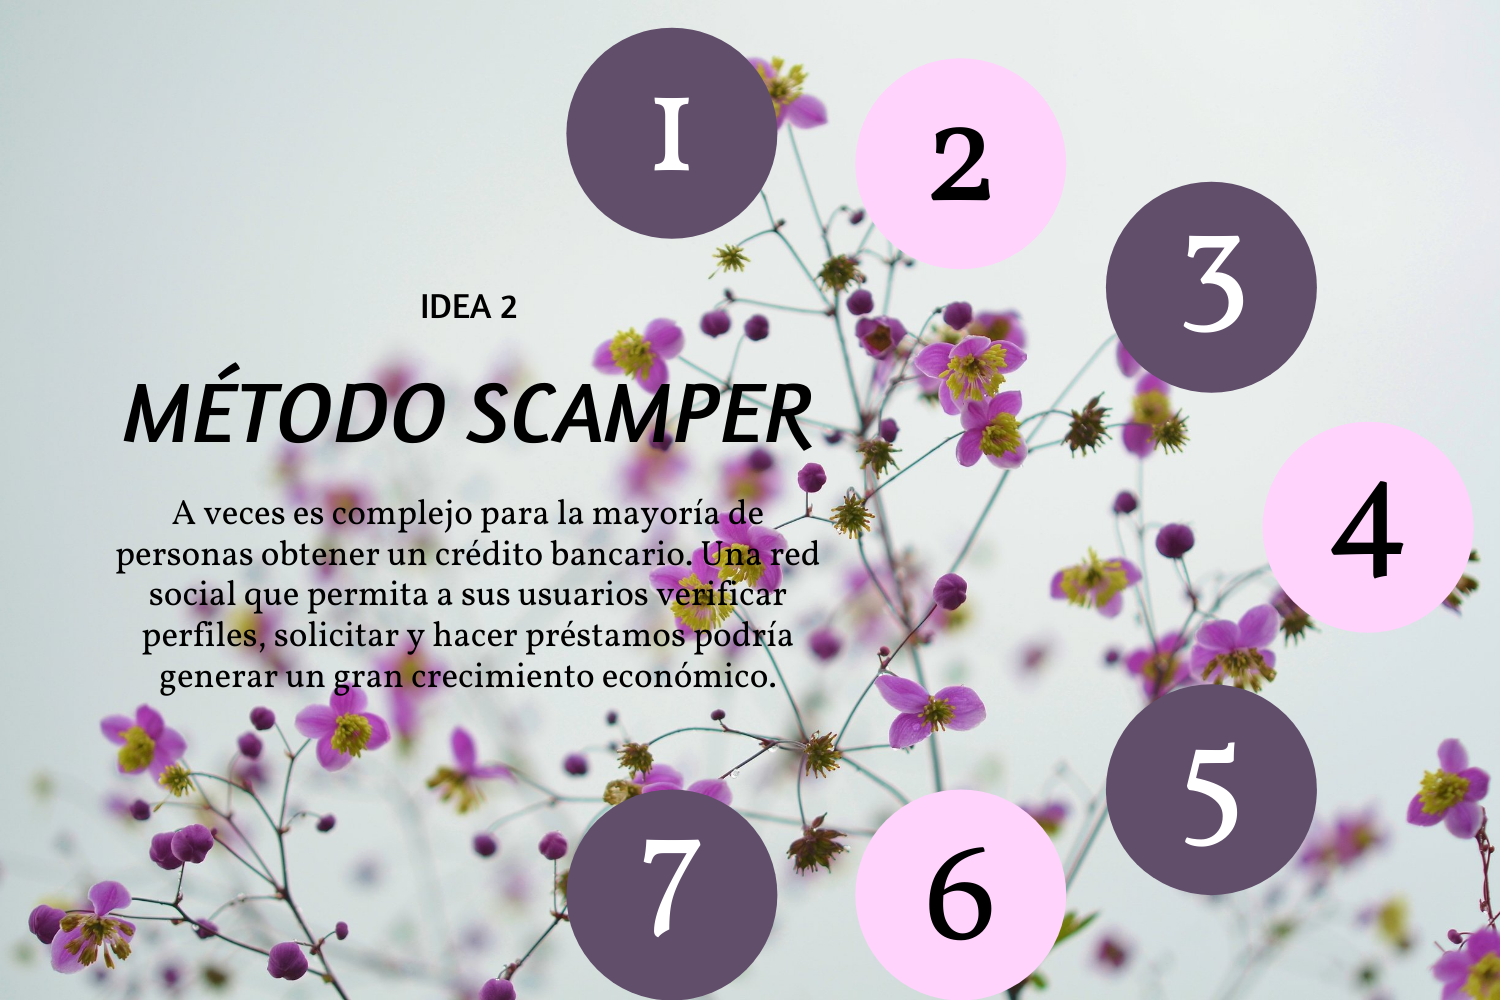 1
2
3
IDEA 2
MÉTODO SCAMPER
A veces es complejo para la mayoría de
personas obtener un crédito bancario. Una red
social que permita a sus usuarios verificar
perfiles, solicitar y hacer préstamos podría
generar un gran crecimiento económico.
4
5
7
6